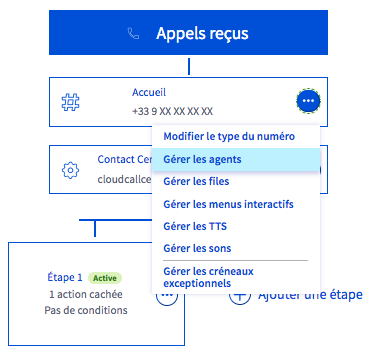 Appels reçus
Accueil
+33 9 XX XX XX XX
Modifier le type du numéro
Contact Cen
Gérer les agents
cloudcallce
Gérer les files
Gérer les menus interactifs
Gérer les TTS
Gérer les sons
Gérer les créneaux
exceptionnels
Étape 1 Active
1 action cachée
Pas de conditions
Ajouter une étape